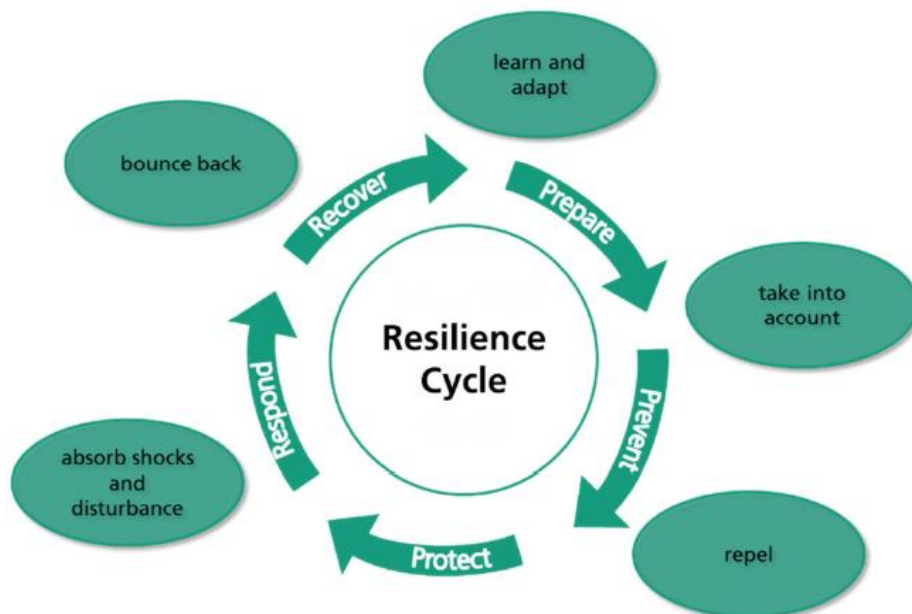 learn and
adapt
bounce back
Recover
Prepare
take into
account
Resilience
Cycle
Prevent
Respond
absorb shocks
and
disturbance
Protect
repel